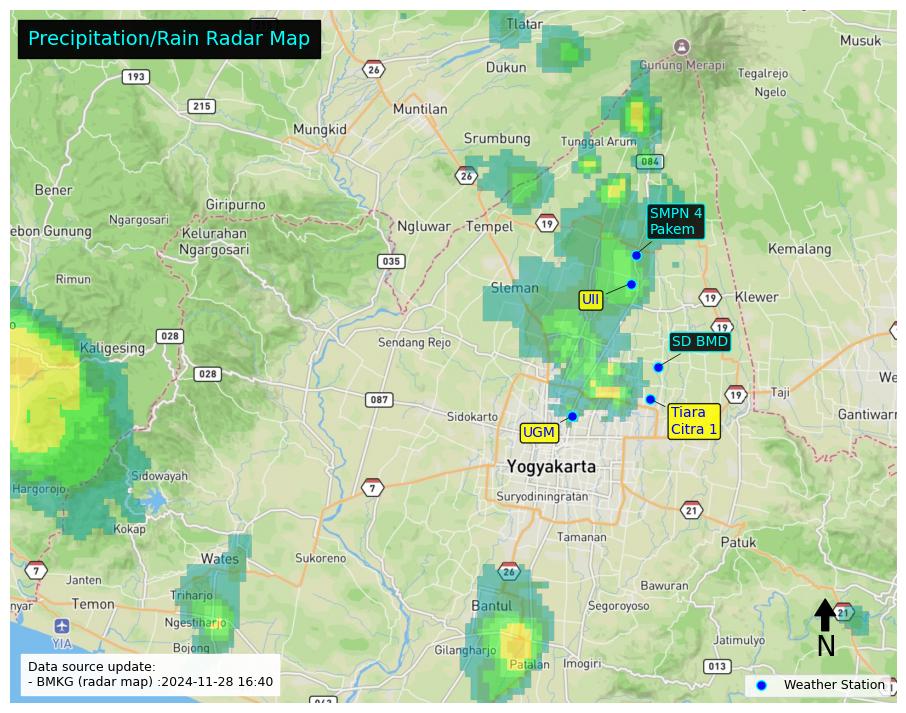 Precipitation/Rain Radar Map
Tlatar
Musuk
26
Dukun
Gunung Merapi
Tegalrejo
193
Ngelo
215
Muntilan
Mungkid
Srumbung
Tunggal Arum
084
26
Bener
Giripurno
SMPN 4
Pakem
Ngargosari
Kelurahan
Ngargosari
ebon Gunung
Ngluwar
Tempel
19
Kemalang
035
Rimun
Sleman
UII
19
Klewer
19
028
Kaligesing
Sendang Rejo
SD BMD
028
We
087
19
Taji
Sidokarto
Tiara
Citra 1
Gantiwarn
UGM
Yogyakarta
Sidowayah
Hargorojo
7
Suryodiningratan
21
Kokap
Tamanan
Patuk
Wates
Sukoreno
7
26
Janten
Bawuran
Temon
Triharjo
Bantul
Segoroyoso
nyar
21
Ngestiharjo
YIA
N
Jatimulyo
Bojong
Gilangharjo
Patalan
Imogiri
013
Data source update:
- BMKG (radar map) :2024-11-28 16:40
Weather Station